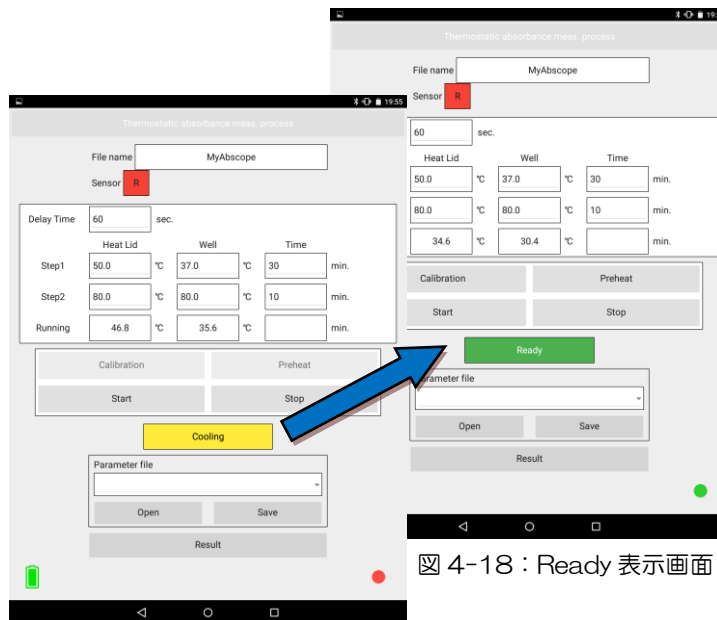 19:55
Thermostatic absorbance meas. process
File name MyAbscope
Sensor R
Delay Time 60 sec.
Heat Lid Well Time
Step1 50.0 ℃ 37.0 ℃ 30 min.
Step2 80.0 ℃ 80.0 ℃ 10 min.
Running 46.8 ℃ 35.6 ℃ min.
Calibration Preheat
Start Stop
Cooling
Parameter file
Open Save
Result
19:
Thermostatic absorbance meas. process
File name MyAbscope
Sensor R
60 sec.
Heat Lid Well Time
50.0 ℃ 37.0 ℃ 30 min.
80.0 ℃ 80.0 ℃ 10 min.
34.6 ℃ 30.4 ℃ min.
Calibration Preheat
Start Stop
Ready
Parameter file
Open Save
Result
図 4-18：Ready 表示画面